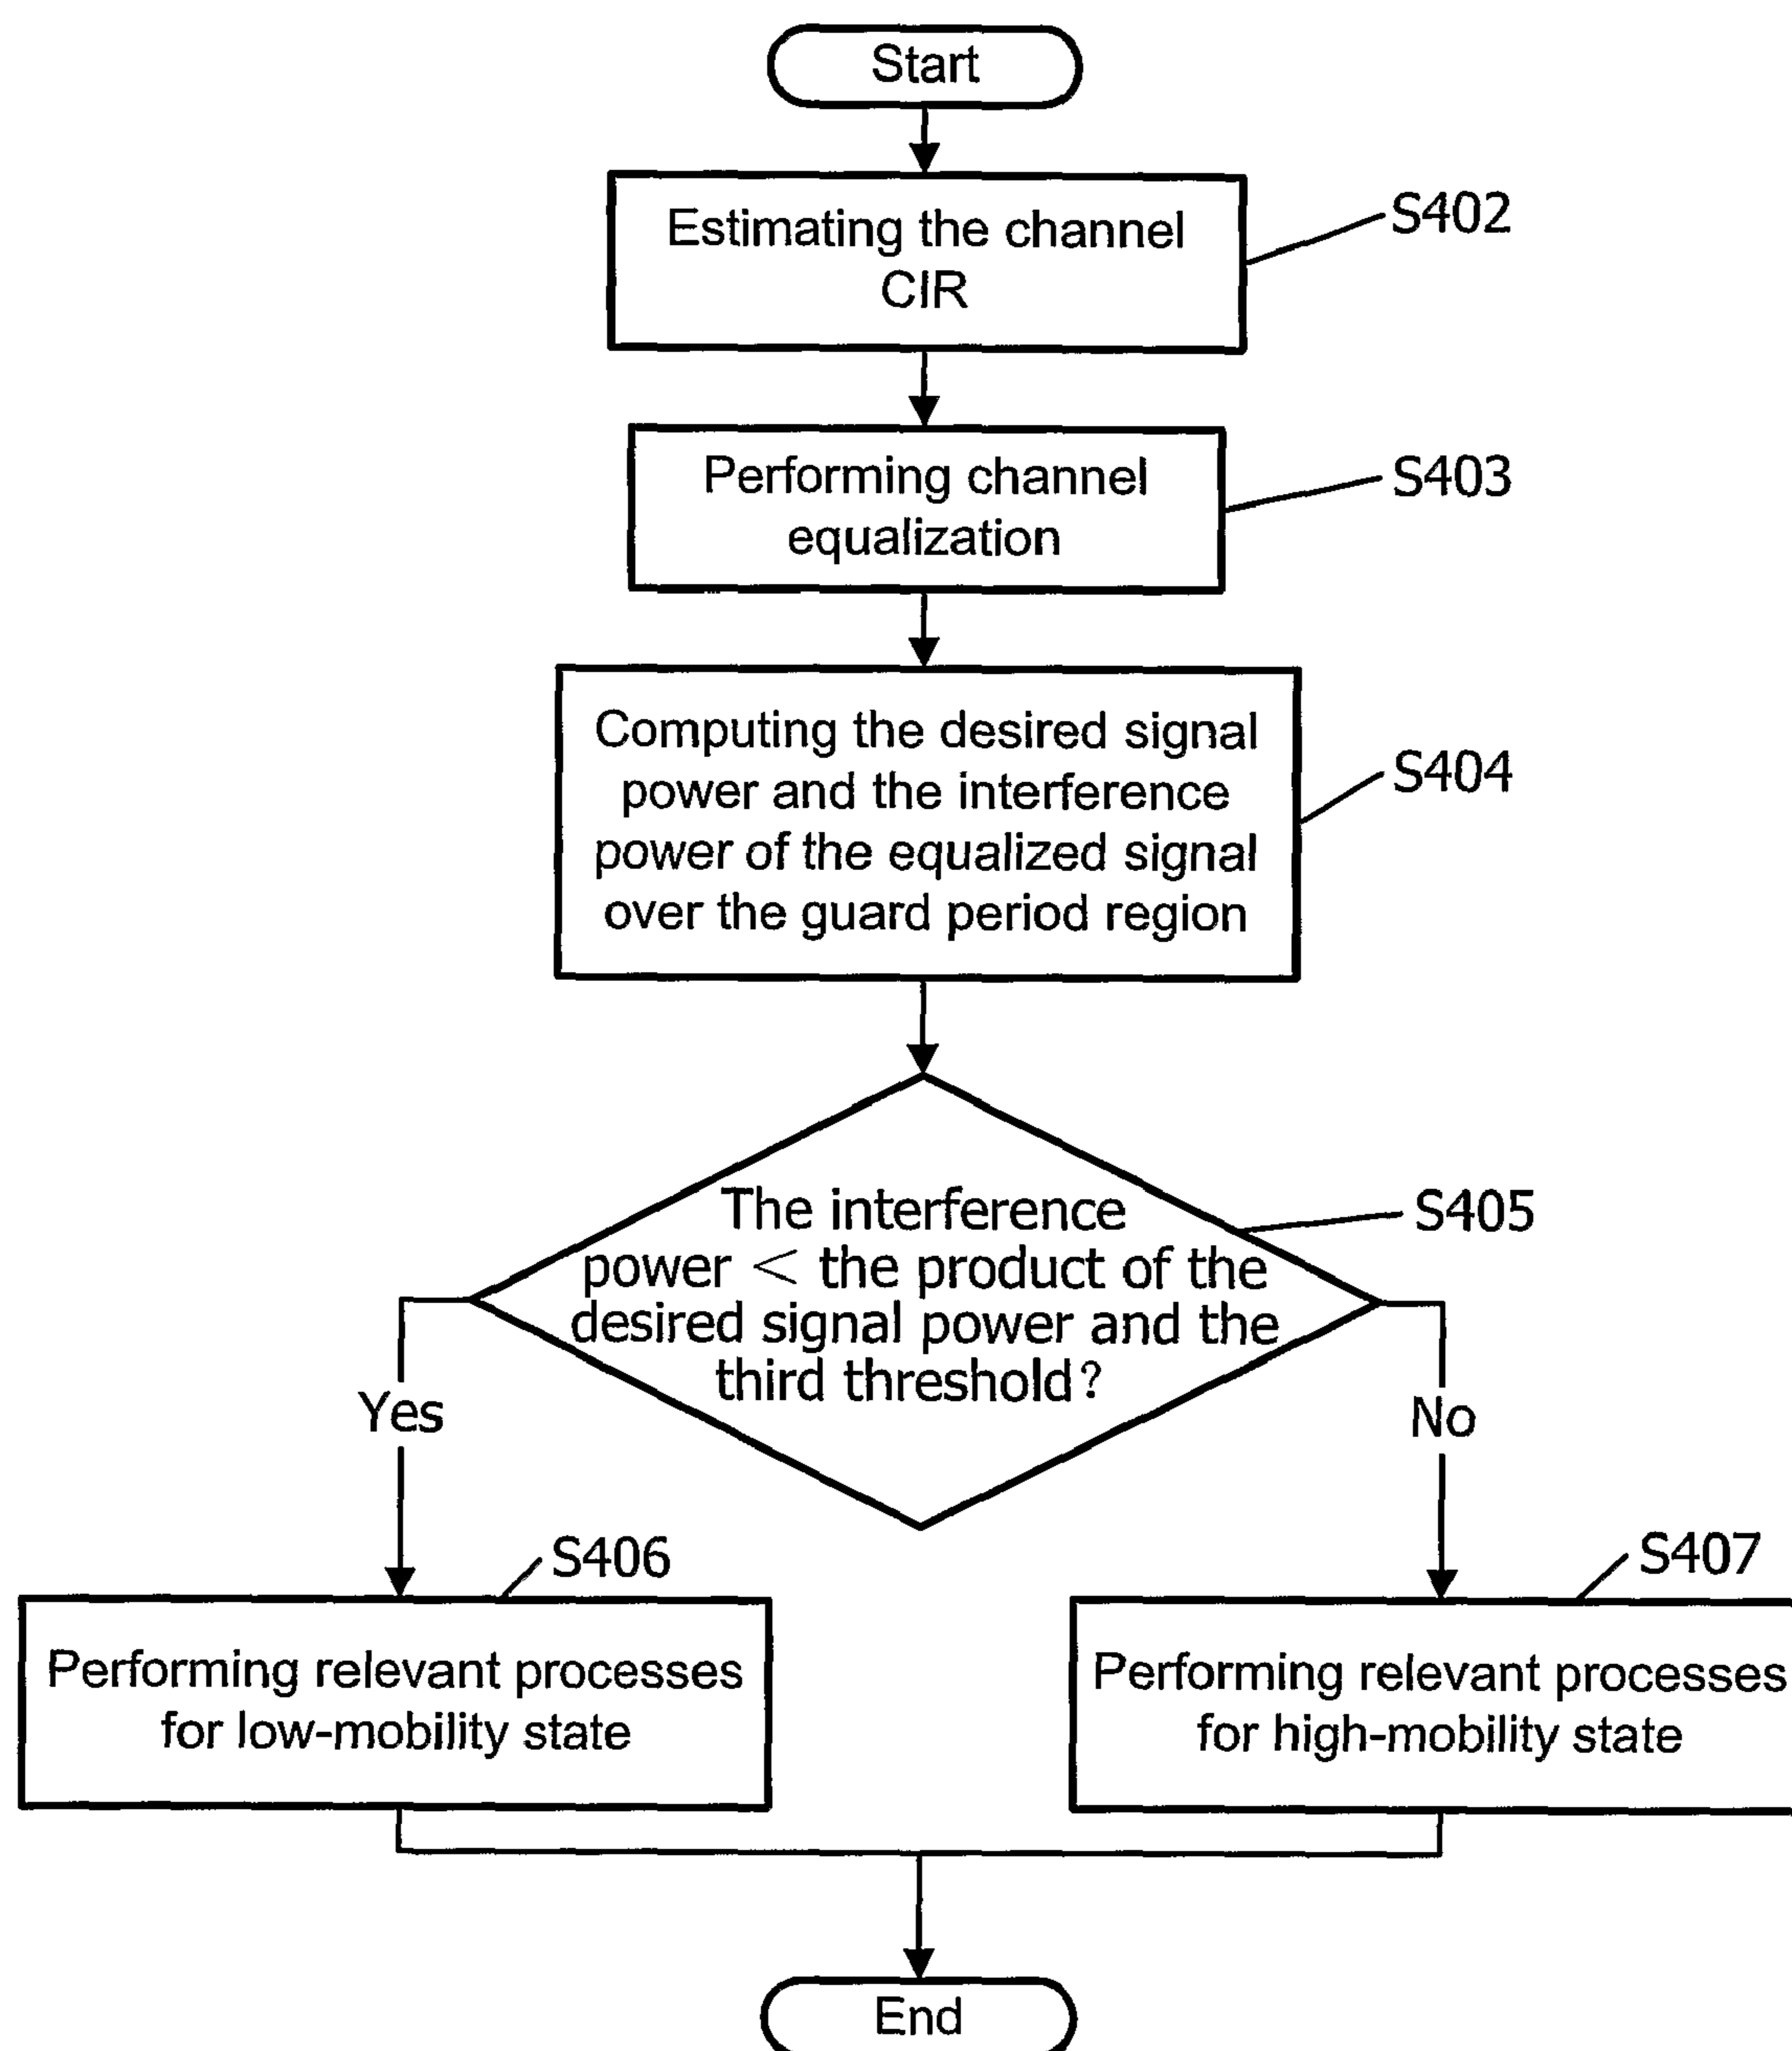 Start
Estimating the channel
CIR
S402
Performing channel
equalization
S403
Computing the desired signal
power and the interference
power of the equalized signal
over the guard period region
S404
The interference
power < the product of the
desired signal power and the
third threshold?
S405
Yes
No
S406
Performing relevant processes
for low-mobility state
S407
Performing relevant processes
for high-mobility state
End